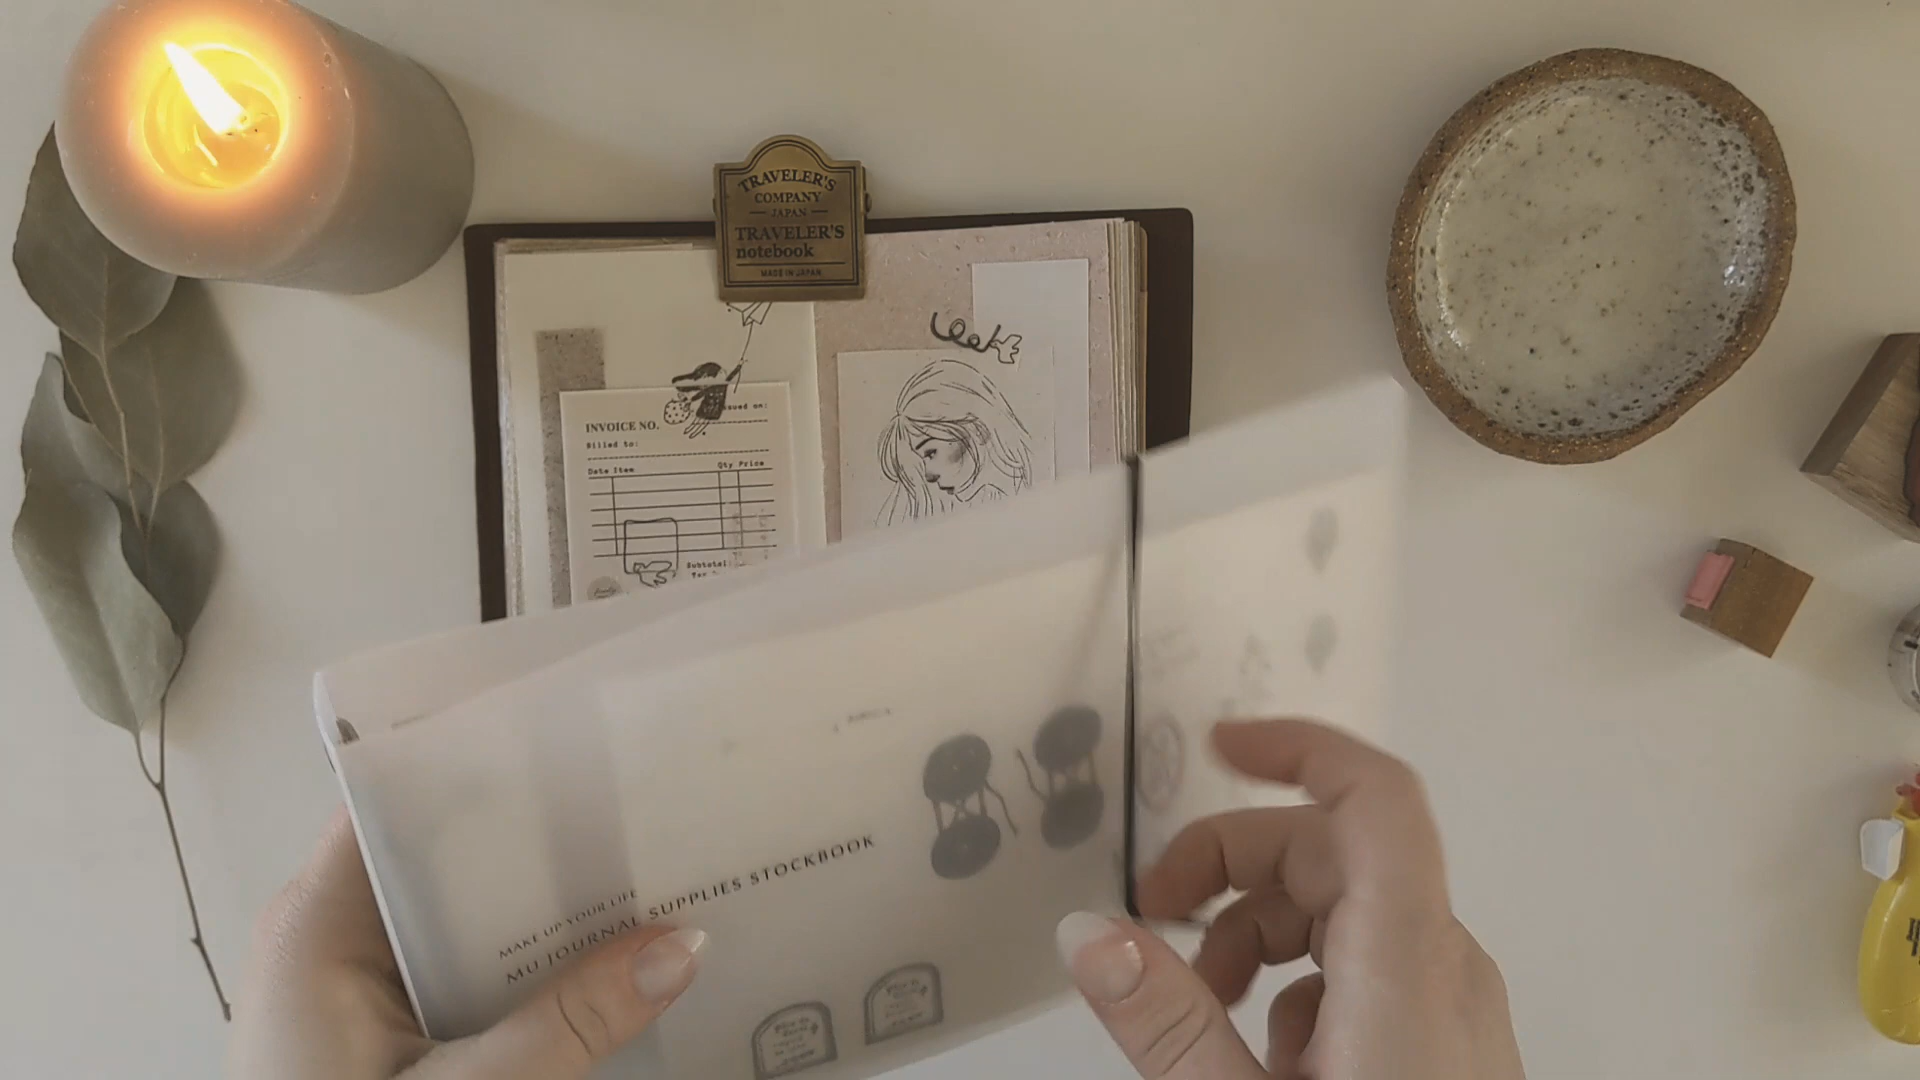 TRAVELER'S
COMPANY
JAPAN
TRAVELER'S
notebook
MADE IN JAPAN
INVOICE NO.
Issued on:
Billed to:
Date Item
Qty Price
Subtotal:
MAKE UP YOUR LIFE
MU JOURNAL SUPPLIES STOCKBOOK